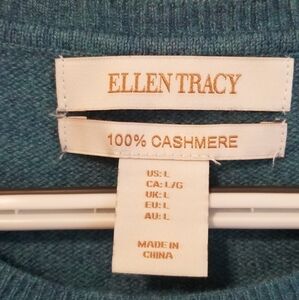 ELLEN TRACY
100% CASHMERE
US: L
CA: L/G
UK: L
EU: L
AU: L
MADE IN
CHINA